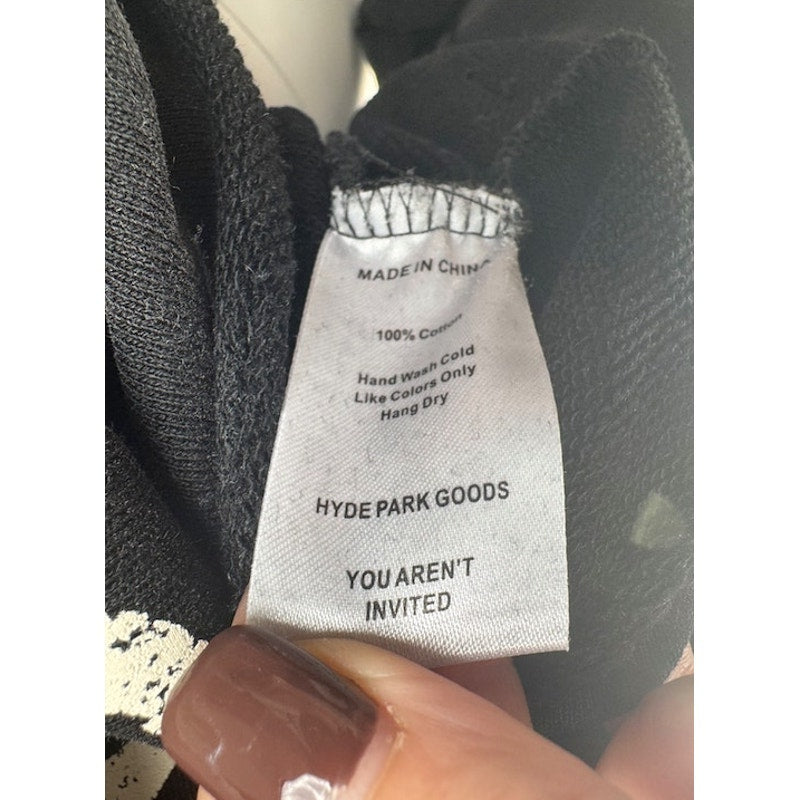 MADE IN CHINA
100% Cotton
Hand Wash Cold
Like Colors Only
Hang Dry
HYDE PARK GOODS
YOU AREN'T
INVITED